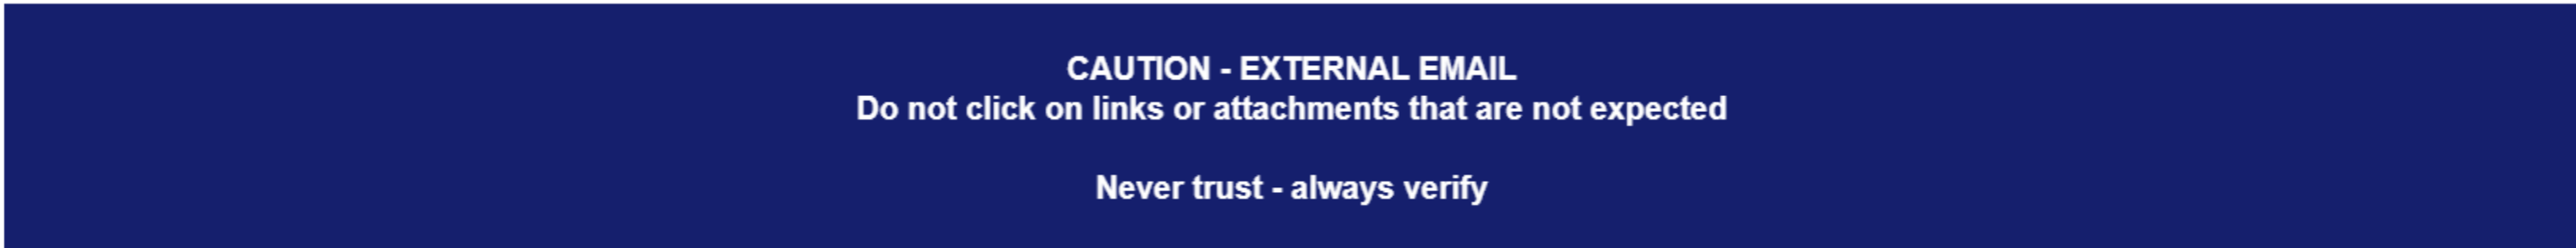 CAUTION - EXTERNAL EMAIL
Do not click on links or attachments that are not expected
Never trust - always verify